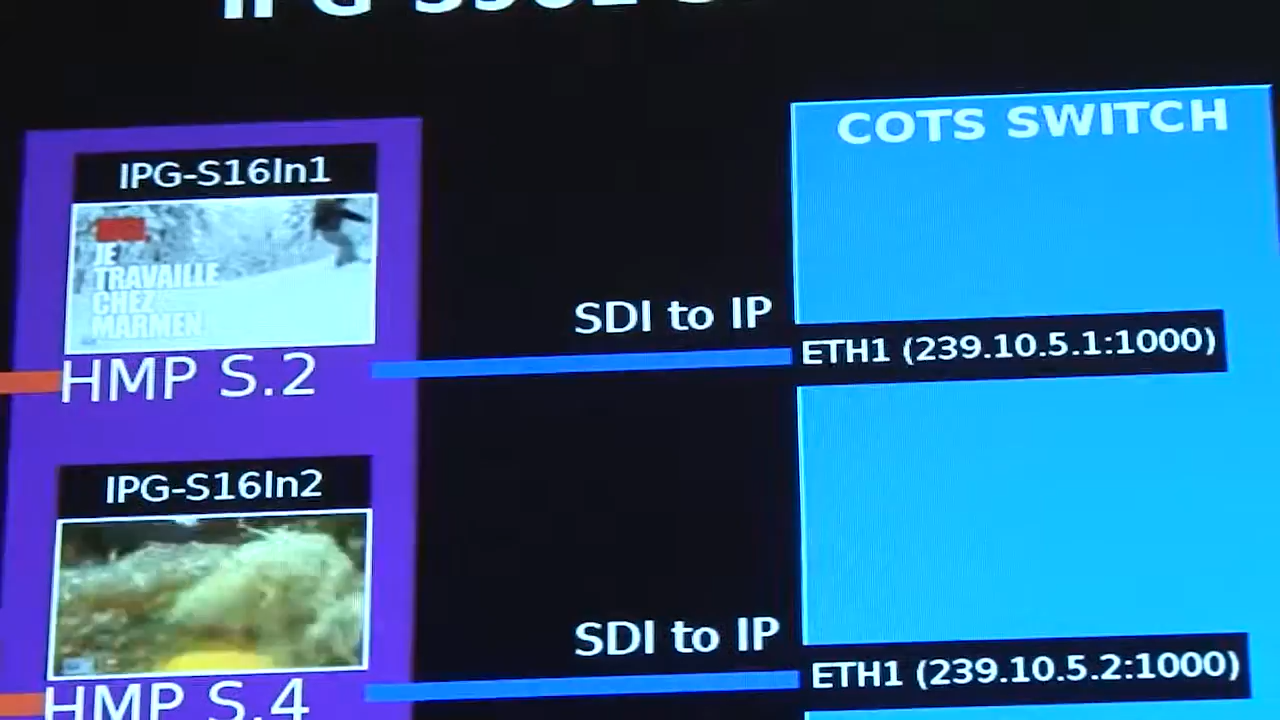 COTS SWITCH
IPG-S16In1
JE
TRAVAILLE
CHEZ
MARMEN.
SDI to IP
ETH1 (239.10.5.1:1000)
HMP S.2
IPG-S16In2
SDI to IP
ETH1 (239.10.5.2:1000)
HMP S.4